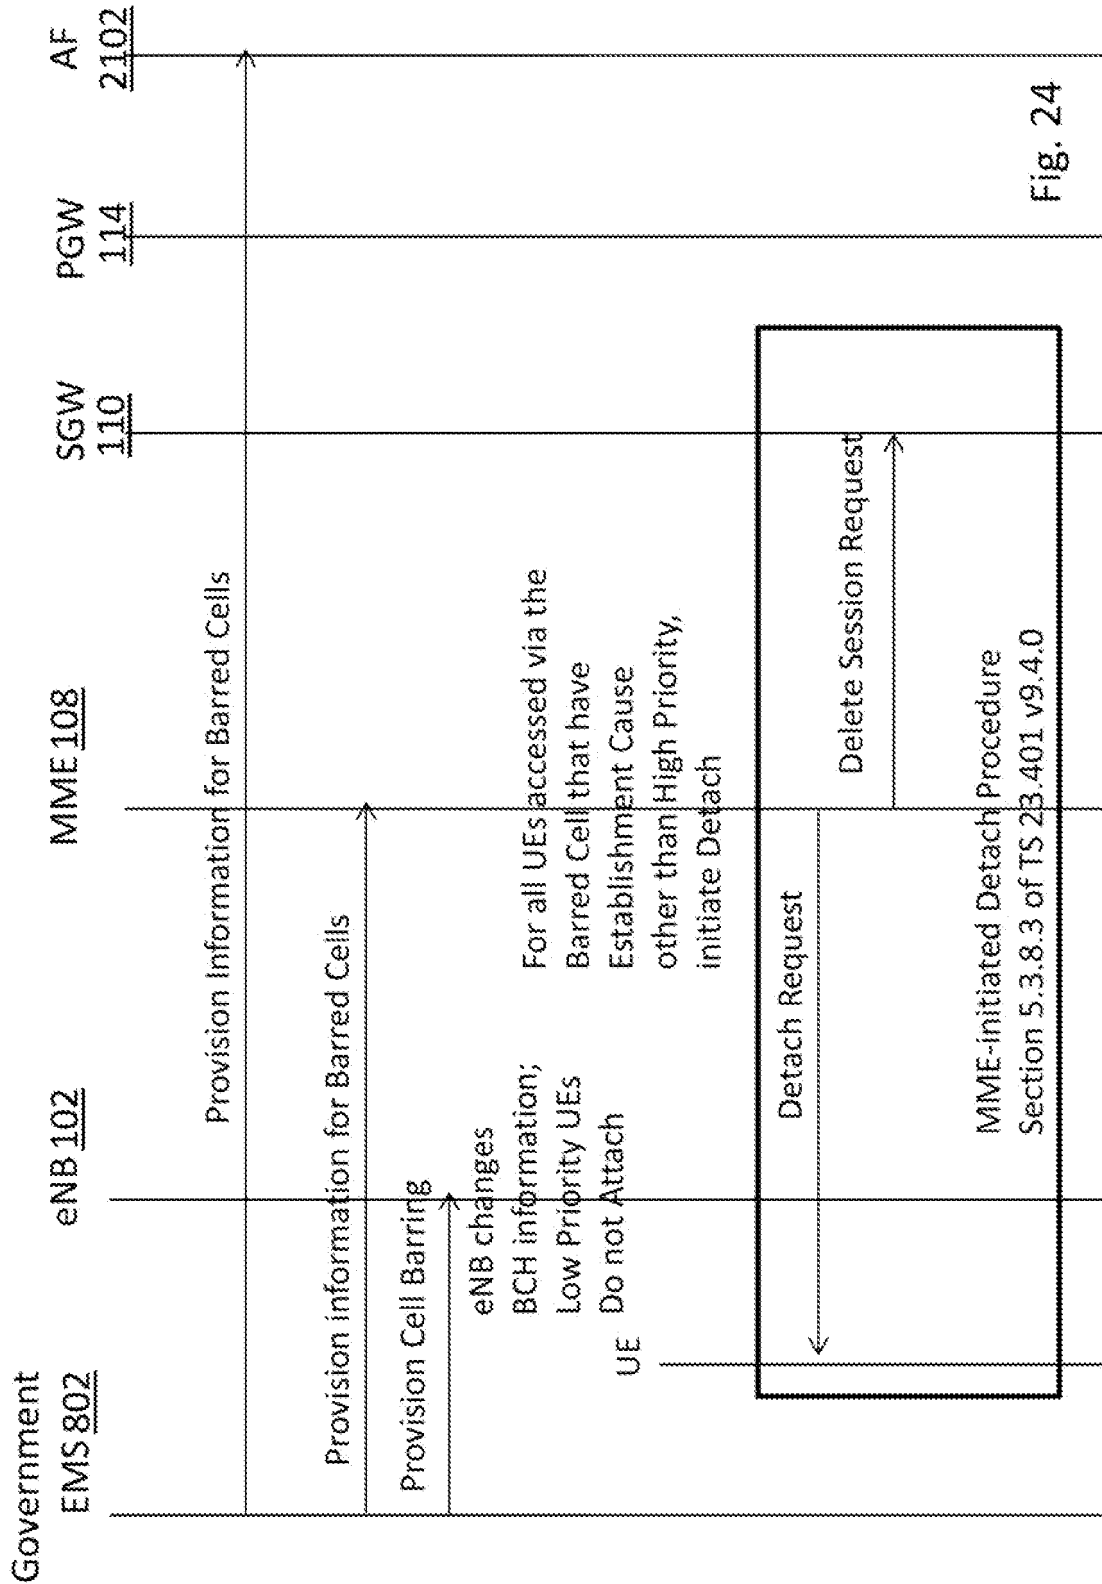 Government
EMS 802
eNB 102
MME 108
SGW
110
PGW
114
AF
2102
Provision Information for Barred Cells
Provision information for Barred Cells
Provision Cell Barring
eNB changes
BCH information;
Low Priority UEs
Do not Attach
For all UEs accessed via the
Barred Cell that have
Establishment Cause
other than High Priority,
initiate Detach
UE
Detach Request
Delete Session Request
MME-initiated Detach Procedure
Section 5.3.8.3 of TS 23.401 v9.4.0
Fig. 24